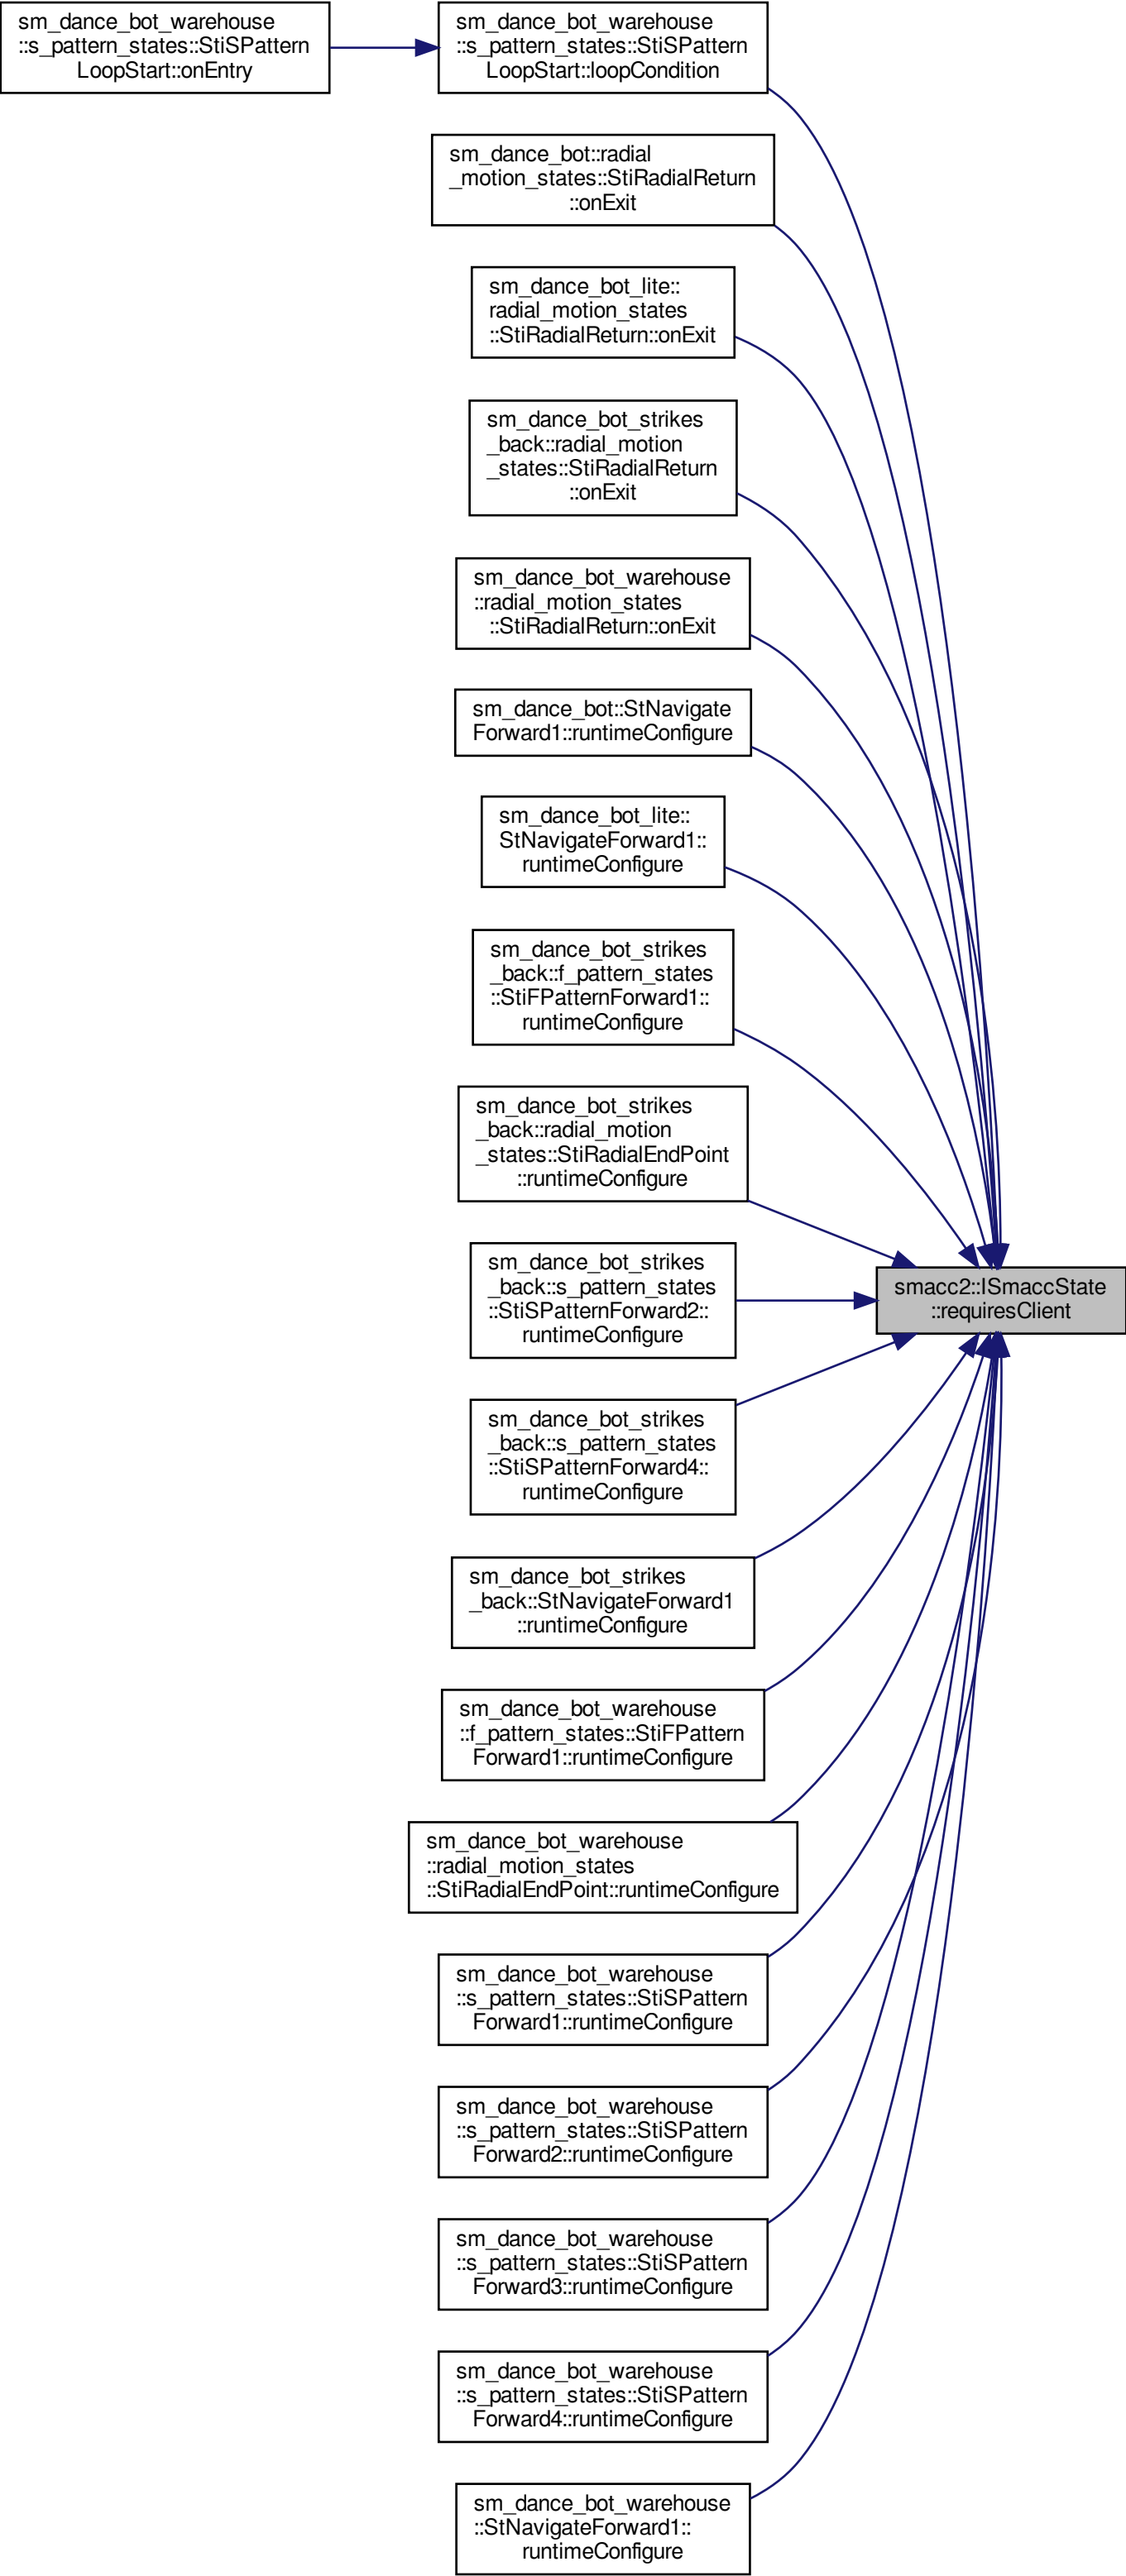 sm_dance_bot_warehouse
::s_pattern_states::StiSPattern
LoopStart::onEntry
sm_dance_bot_warehouse
::s_pattern_states::StiSPattern
LoopStart::loopCondition
sm_dance_bot::radial
_motion_states::StiRadialReturn
::onExit
sm_dance_bot_lite::
radial_motion_states
::StiRadialReturn::onExit
sm_dance_bot_strikes
_back::radial_motion
_states::StiRadialReturn
::onExit
sm_dance_bot_warehouse
::radial_motion_states
::StiRadialReturn::onExit
sm_dance_bot::StNavigate
Forward1::runtimeConfigure
sm_dance_bot_lite::
StNavigateForward1::
runtimeConfigure
sm_dance_bot_strikes
_back::f_pattern_states
::StiFPatternForward1::
runtimeConfigure
sm_dance_bot_strikes
_back::radial_motion
_states::StiRadialEndPoint
::runtimeConfigure
sm_dance_bot_strikes
_back::s_pattern_states
::StiSPatternForward2::
runtimeConfigure
smacc2::ISmaccState
::requiresClient
sm_dance_bot_strikes
_back::s_pattern_states
::StiSPatternForward4::
runtimeConfigure
sm_dance_bot_strikes
_back::StNavigateForward1
::runtimeConfigure
sm_dance_bot_warehouse
::f_pattern_states::StiFPattern
Forward1::runtimeConfigure
sm_dance_bot_warehouse
::radial_motion_states
::StiRadialEndPoint::runtimeConfigure
sm_dance_bot_warehouse
::s_pattern_states::StiSPattern
Forward1::runtimeConfigure
sm_dance_bot_warehouse
::s_pattern_states::StiSPattern
Forward2::runtimeConfigure
sm_dance_bot_warehouse
::s_pattern_states::StiSPattern
Forward3::runtimeConfigure
sm_dance_bot_warehouse
::s_pattern_states::StiSPattern
Forward4::runtimeConfigure
sm_dance_bot_warehouse
::StNavigateForward1::
runtimeConfigure